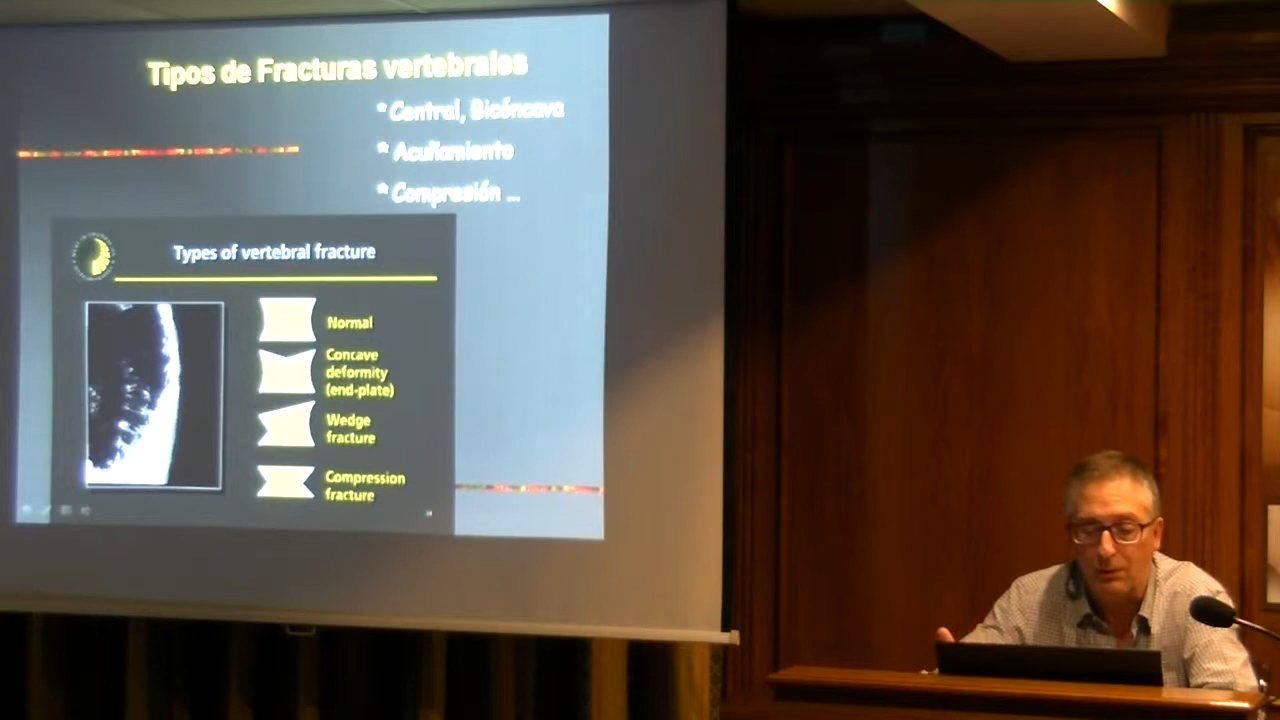 Tipos de Fracturas vertebrales
* Central, Bicóncava
* Acuñamiento
* Compresión ...
Types of vertebral fracture
Normal
Concave
deformity
(end-plate)
Wedge
fracture
Compression
fracture